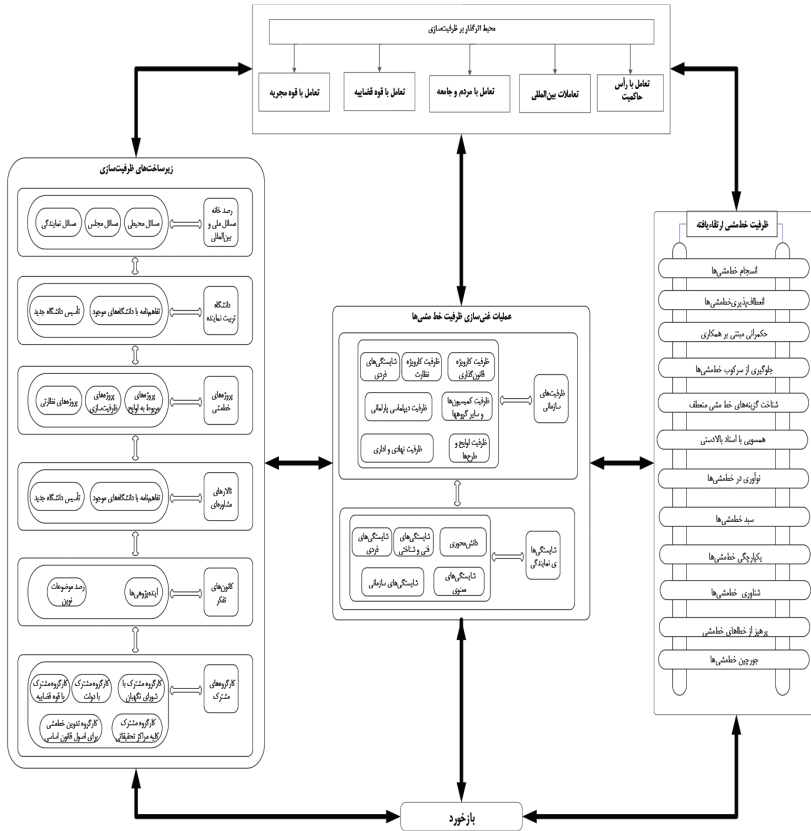 محیط اثرگذار بر ظرفیت‌سازی
تعامل با رأس
حاکمیت
تعاملات بین‌المللی
تعامل با مردم و جامعه
تعامل با قوه قضاییه
تعامل با قوه مجریه
ظرفیت خط‌مشی ارتقاءیافته
انسجام خط‌مشی‌ها
انعطاف‌پذیری‌خط‌مشی‌ها
حکمرانی مبتنی بر همکاری
جلوگیری از سرکوب خط‌مشی‌ها
شناخت گزینه‌های خط مشی منعطف
همسویی با اسناد بالادستی
نوآوری در خط‌مشی‌ها
سبد خط‌مشی‌ها
یکپارچگی خط‌مشی‌ها
شناوری خط‌مشی‌ها
پرهیز از خطاهای خط‌مشی
جورچین خط‌مشی‌ها
عملیات غنی‌سازی ظرفیت خط مشی‌ها
ظرفیت‌های
سازمانی
ظرفیت کارویژه
قانون‌گذاری
ظرفیت کارویژه
نظارت
شایستگی‌های
فردی
ظرفیت کمیسیون‌ها
و سایر گروهها
ظرفیت دیپلماسی پارلمانی
ظرفیت لوایح و
طرح‌ها
ظرفیت نهادی و اداری
شایستگی‌ها
ی نمایندگی
دانش‌محوری
شایستگی‌های
فنی و شناختی
شایستگی‌های
فردی
شایستگی‌های
معنوی
شایستگی‌های سازمانی
زیرساخت‌های ظرفیت‌سازی
رصد خانه
مسائل ملی و
بین‌المللی
مسائل محیطی
مسائل مجلس
مسائل نمایندگی
دانشگاه
تربیت نماینده
تفاهم‌نامه با دانشگاه‌های موجود
تأسیس دانشگاه جدید
پروژه‌های
خطمشی
پروژه‌های
مربوط به لوایح
پروژه‌های
ظرفیت‌سازی
پروژه‌های نظارتی
تالارهای
مشاوره‌ای
تفاهم‌نامه با دانشگاه‌های موجود
تأسیس دانشگاه جدید
کانون‌های
تفکر
آینده‌پژوهی‌ها
رصد موضوعات
نوین
کارگروه‌های
مشترک
کارگروه مشترک با
شورای نگهبان
کارگروه مشترک
با دولت
کارگروه مشترک
با قوه قضاییه
کارگروه مشترک
کلیه مراکز تحقیقاتی
کارگروه تدوین خطمشی
برای اصول قانون اساسی
بازخورد